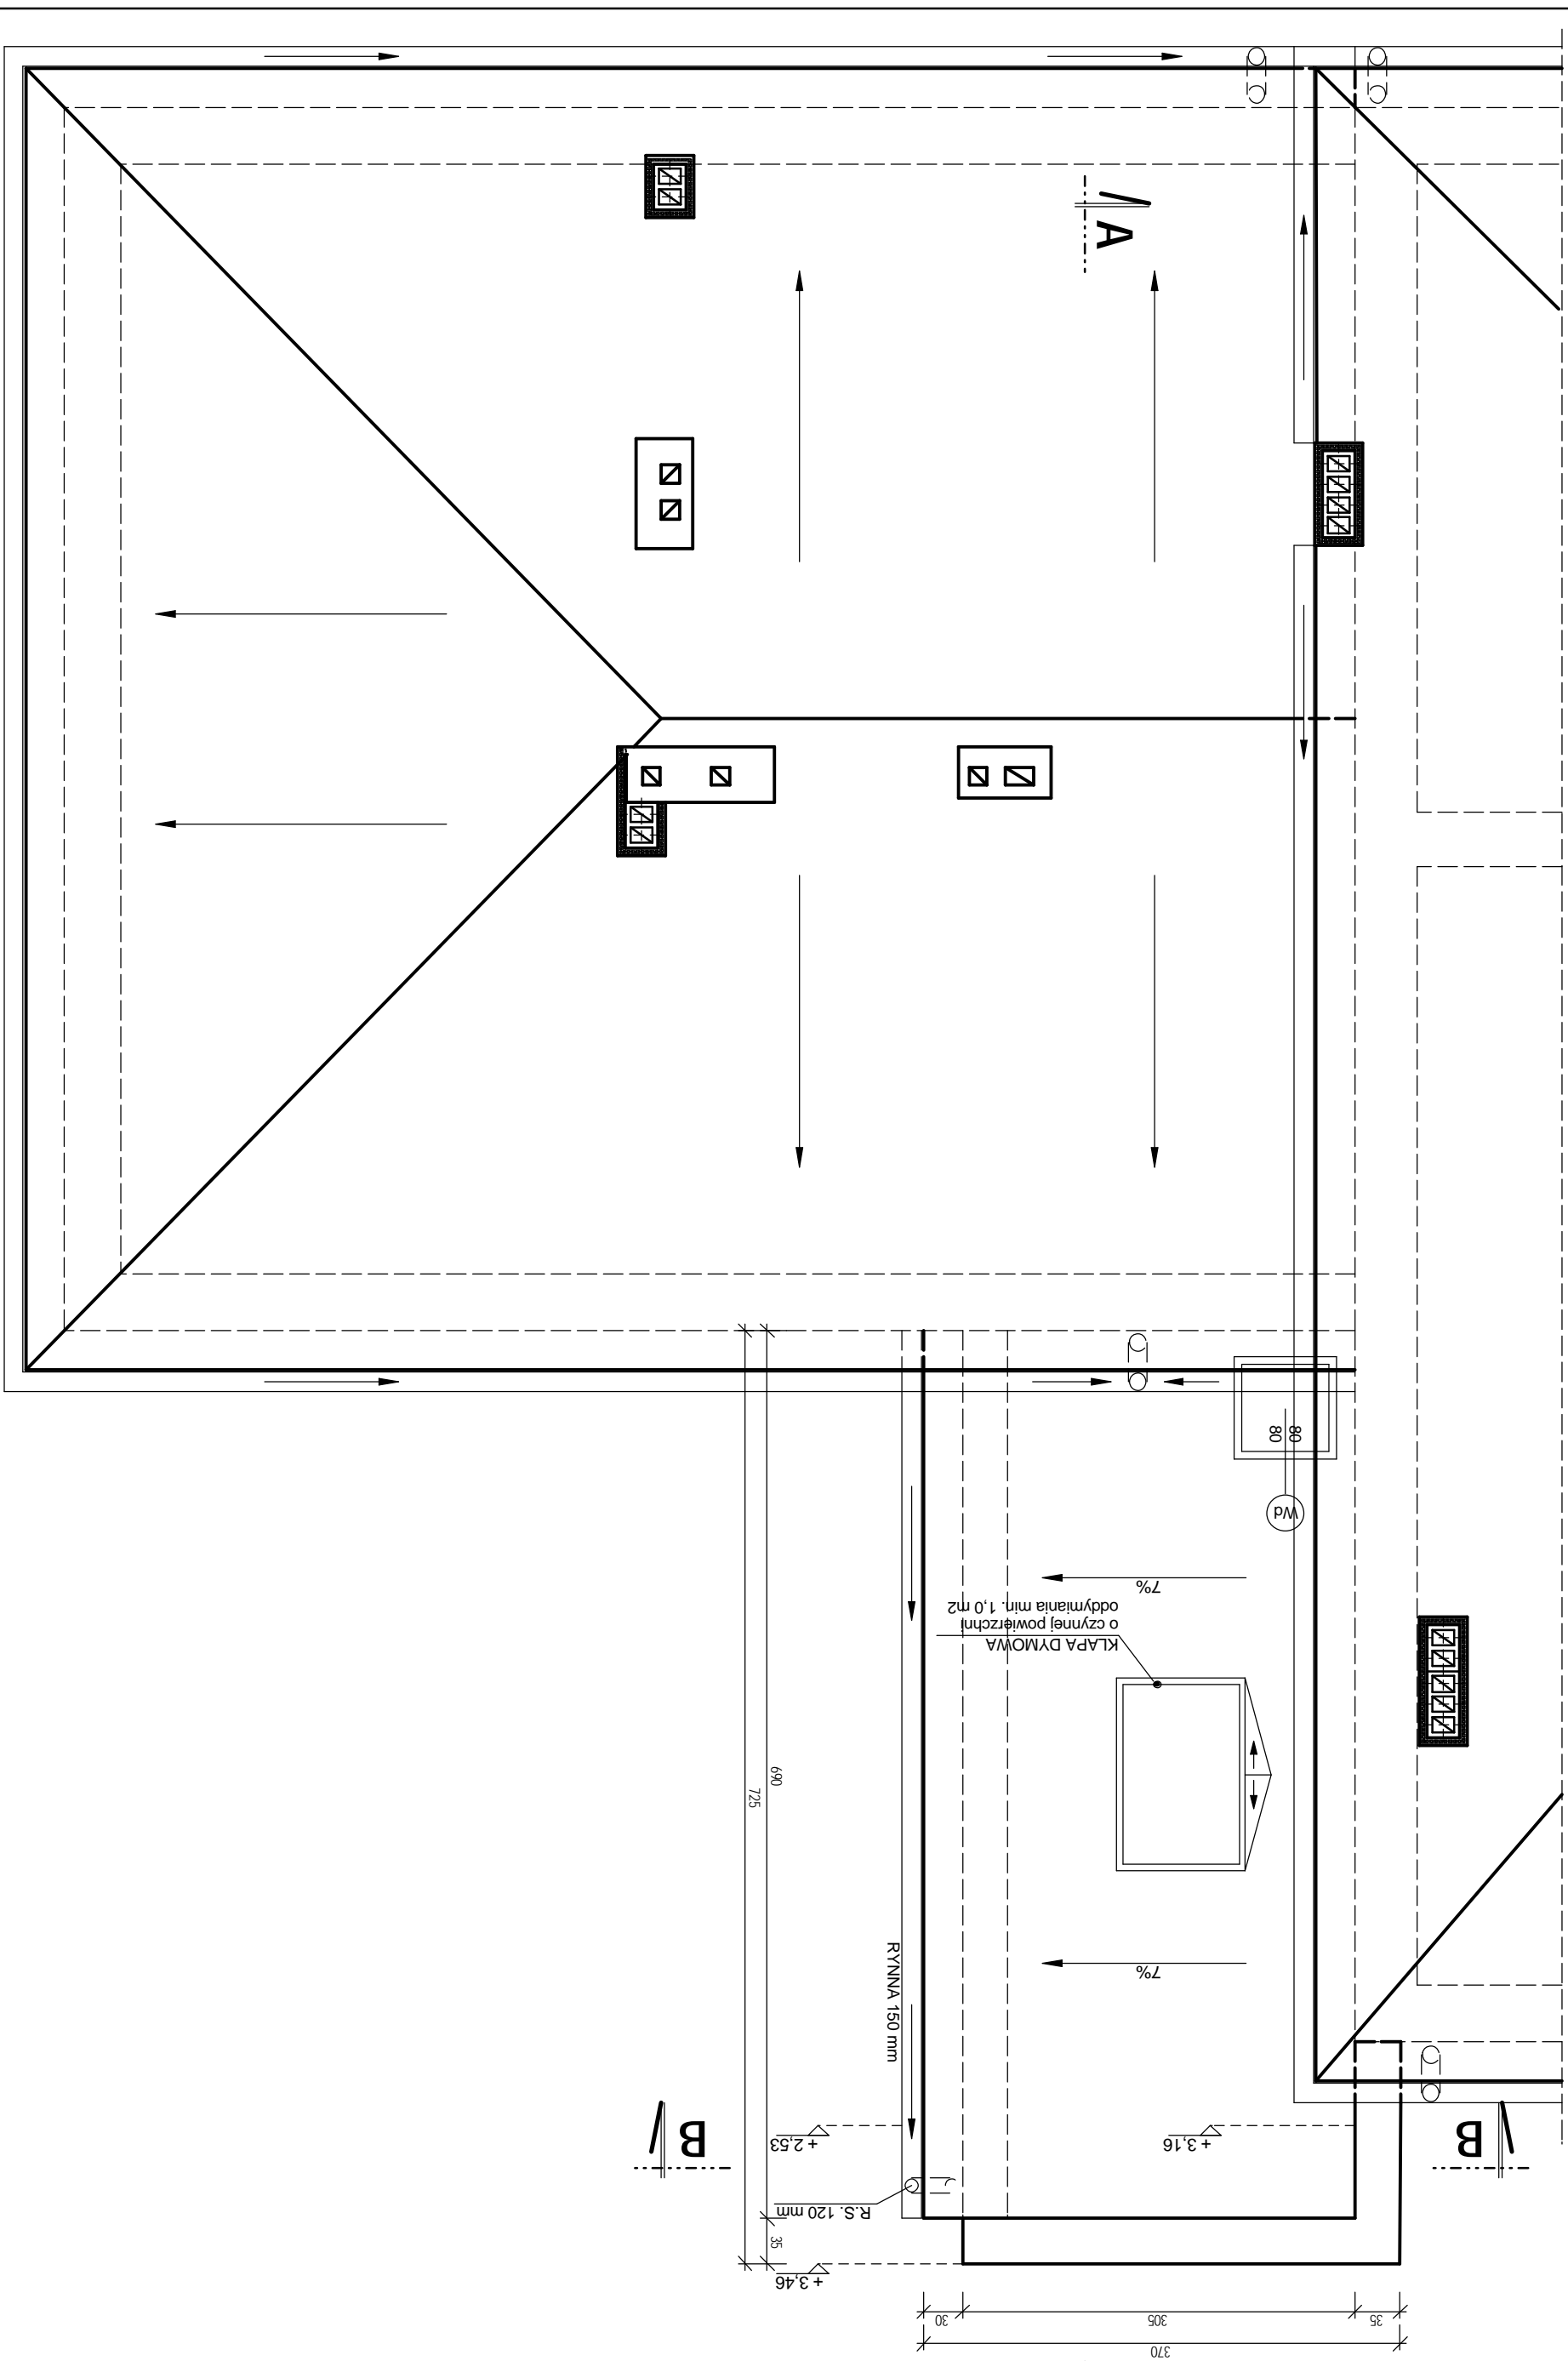 A
80
80
Wd
7%
KLAPA DYMOWA
o czynnej powierzchni
oddymiania min. 1,0 m2
690
725
7%
RYNNA 150 mm
B
B
+ 2,53
+ 3,16
R.S. 120 mm
35
+ 3,46
30
305
35
370